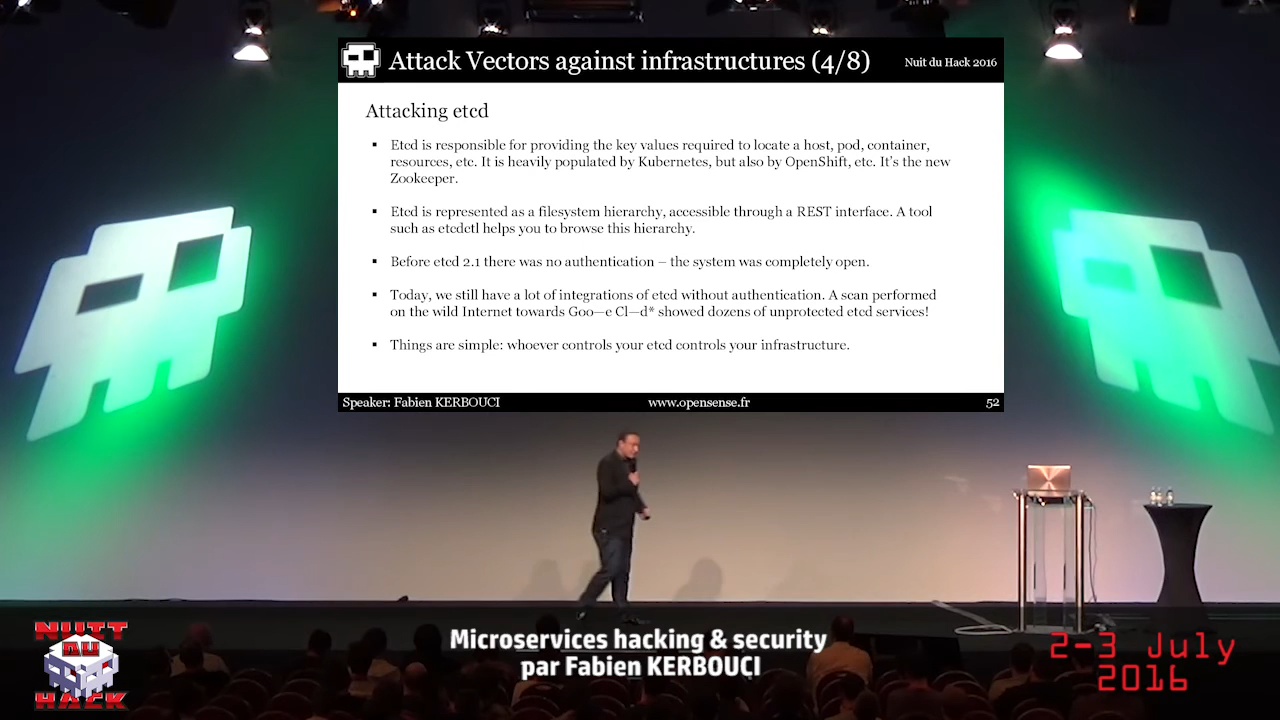 Attack Vectors against infrastructures (4/8)
Nuit du Hack 2016
Attacking etcd
▪ Etcd is responsible for providing the key values required to locate a host, pod, container,
resources, etc. It is heavily populated by Kubernetes, but also by OpenShift, etc. It's the new
Zookeeper.
▪ Etcd is represented as a filesystem hierarchy, accessible through a REST interface. A tool
such as etcdctl helps you to browse this hierarchy.
▪ Before etcd 2.1 there was no authentication – the system was completely open.
▪ Today, we still have a lot of integrations of etcd without authentication. A scan performed
on the wild Internet towards Goo—e Cl—d* showed dozens of unprotected etcd services!
▪ Things are simple: whoever controls your etcd controls your infrastructure.
Speaker: Fabien KERBOUCI
www.opensense.fr
52
NUIT
DU
HACK
Microservices hacking & security
par Fabien KERBOUCI
2-3 July
2016